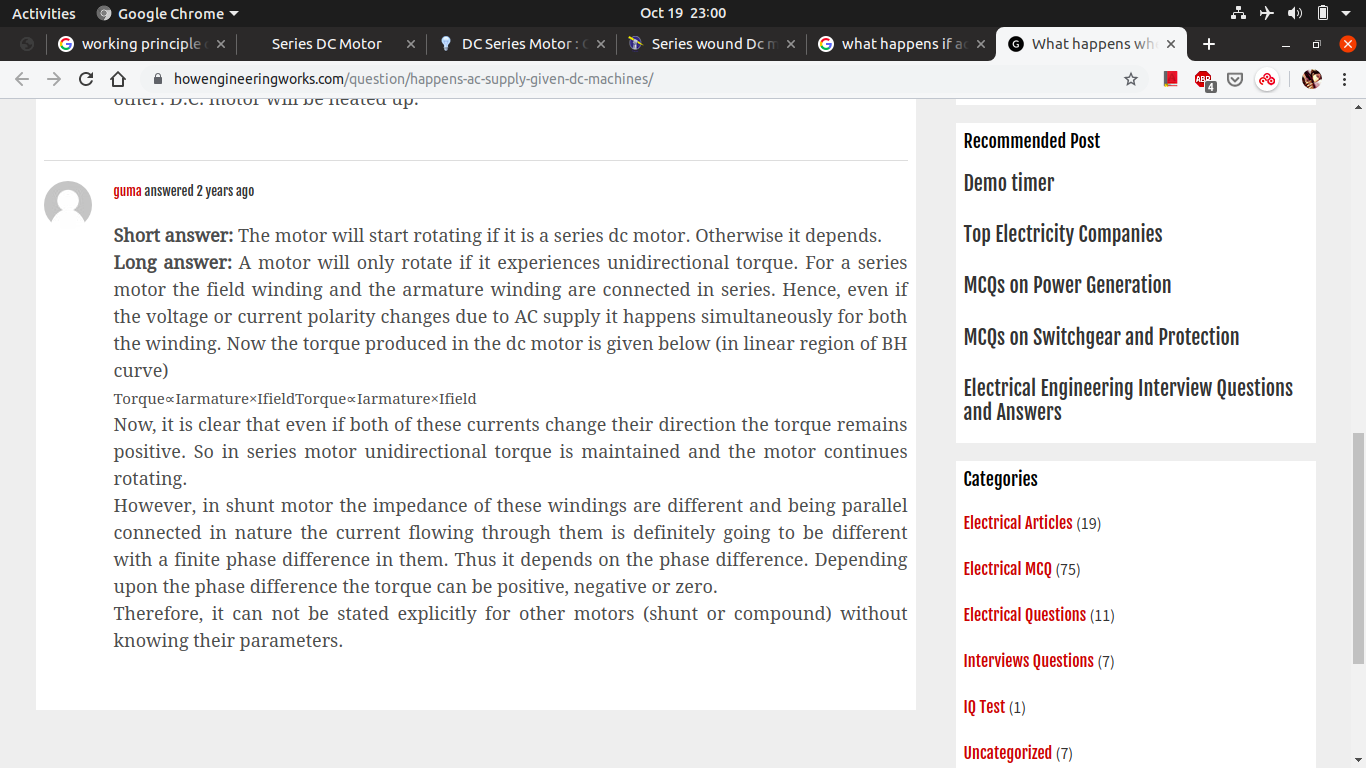 Activities Google Chrome Oct 19 23:00
working principle Series DC Motor DC Series Motor : Series wound Dc m what happens if ac What happens whe
howengineeringworks.com/question/happens-ac-supply-given-dc-machines/
ABP 4
other. D.C. motor will be heated up.
guma answered 2 years ago
Short answer: The motor will start rotating if it is a series dc motor. Otherwise it depends.
Long answer: A motor will only rotate if it experiences unidirectional torque. For a series
motor the field winding and the armature winding are connected in series. Hence, even if
the voltage or current polarity changes due to AC supply it happens simultaneously for both
the winding. Now the torque produced in the dc motor is given below (in linear region of BH
curve)
Torque∝Iarmature×IfieldTorque∝Iarmature×Ifield
Now, it is clear that even if both of these currents change their direction the torque remains
positive. So in series motor unidirectional torque is maintained and the motor continues
rotating.
However, in shunt motor the impedance of these windings are different and being parallel
connected in nature the current flowing through them is definitely going to be different
with a finite phase difference in them. Thus it depends on the phase difference. Depending
upon the phase difference the torque can be positive, negative or zero.
Therefore, it can not be stated explicitly for other motors (shunt or compound) without
knowing their parameters.
Recommended Post
Demo timer
Top Electricity Companies
MCQs on Power Generation
MCQs on Switchgear and Protection
Electrical Engineering Interview Questions
and Answers
Categories
Electrical Articles (19)
Electrical MCQ (75)
Electrical Questions (11)
Interviews Questions (7)
IQ Test (1)
Uncategorized (7)